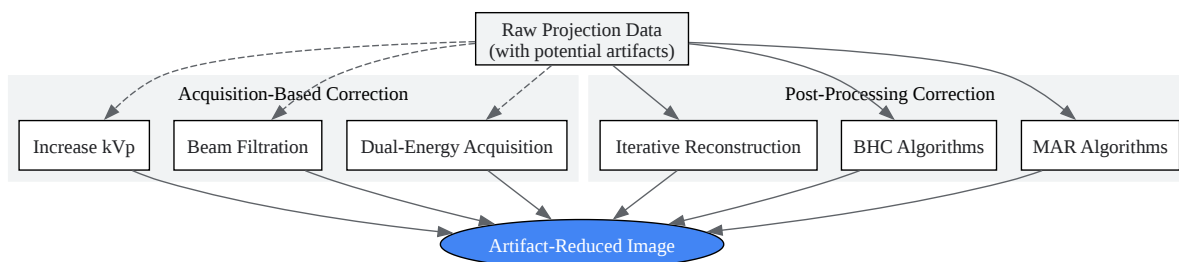 Raw Projection Data
(with potential artifacts)
Acquisition-Based Correction
Post-Processing Correction
Increase kVp
Beam Filtration
Dual-Energy Acquisition
Iterative Reconstruction
BHC Algorithms
MAR Algorithms
Artifact-Reduced Image